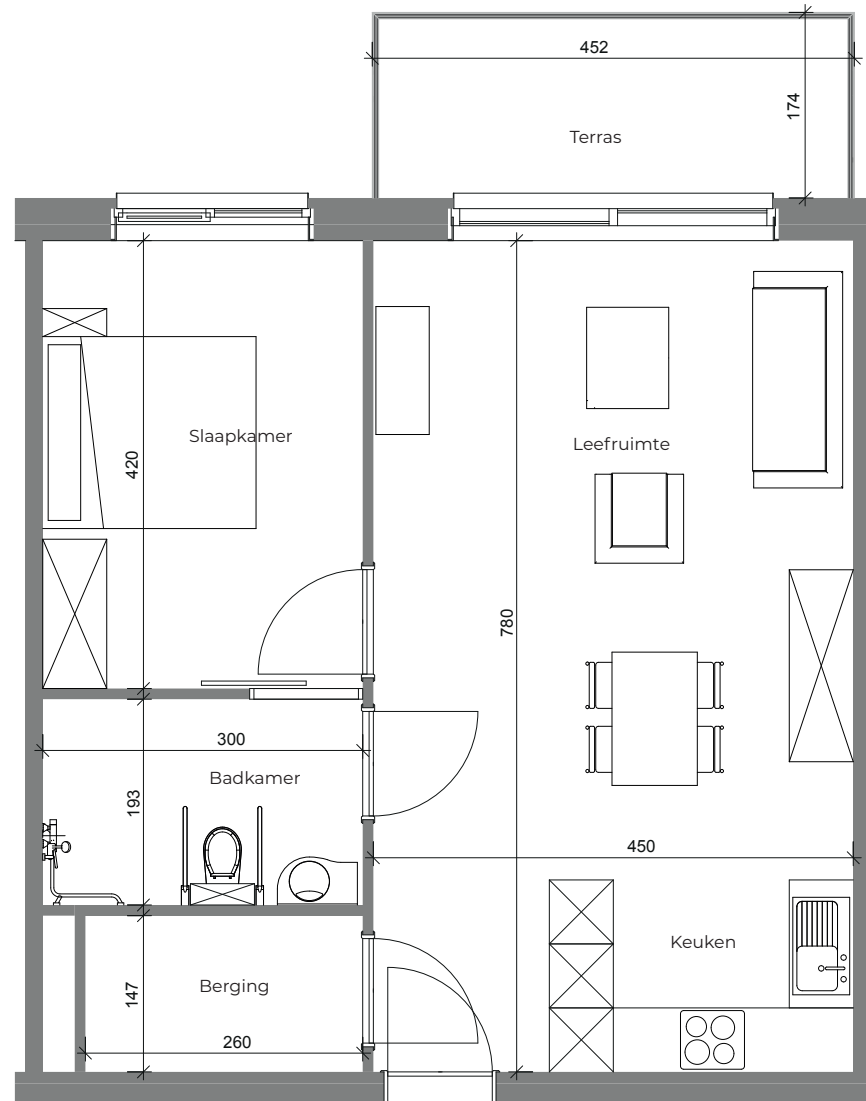 452
174
Terras
Slaapkamer
420
Leefruimte
780
300
Badkamer
193
450
Keuken
147
Berging
260